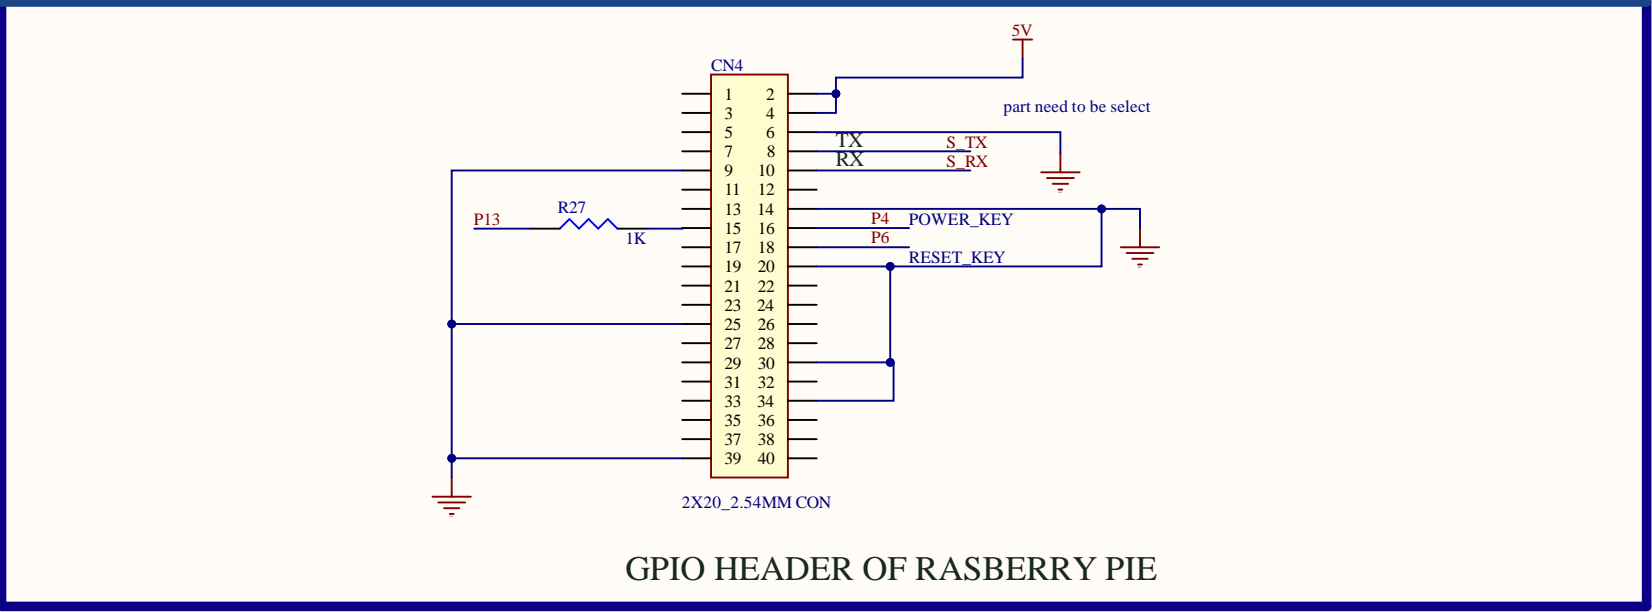 5V
CN4
part need to be select
1 2
3 4
5 6
TX S_TX
7 8
RX S_RX
9 10
11 12
R27
13 14
P13
P4 POWER_KEY
15 16
1K
P6
17 18
RESET_KEY
19 20
21 22
23 24
25 26
27 28
29 30
31 32
33 34
35 36
37 38
39 40
2X20_2.54MM CON
GPIO HEADER OF RASBERRY PIE